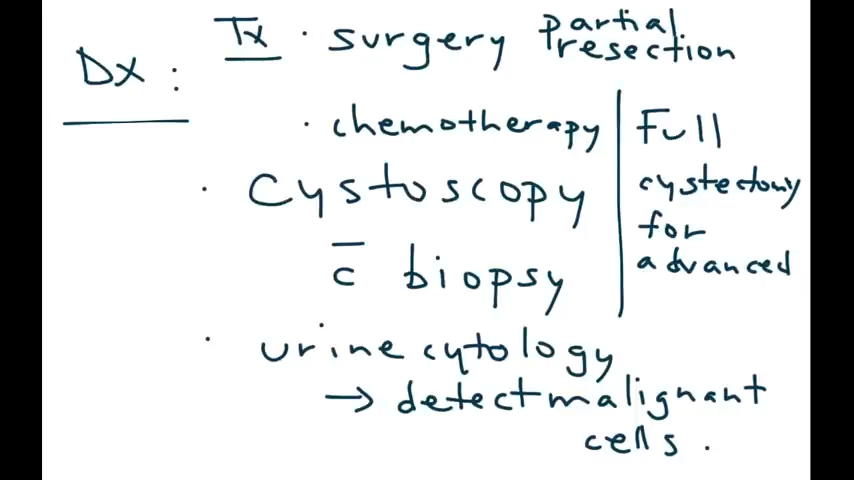 Dx :
Tx · surgery partial resection
· chemotherapy
Full
cystectomy
for
advanced
· Cystoscopy
c̄ biopsy
· urine cytology
→ detect malignant
cells.